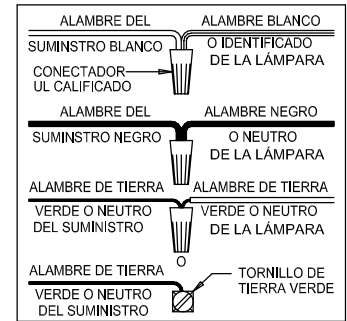 ALAMBRE DEL ALAMBRE BLANCO
SUMINSTRO BLANCO O IDENTIFICADO
DE LA LÁMPARA
CONECTADOR
UL CALIFICADO
ALAMBRE DEL ALAMBRE NEGRO
SUMINSTRO NEGRO O NEUTRO
DE LA LÁMPARA
ALAMBRE DE TIERRA ALAMBRE DE TIERRA
VERDE O NEUTRO VERDE O NEUTRO
DEL SUMINISTRO DE LA LÁMPARA
O
ALAMBRE DE TIERRA TORNILLO DE
VERDE O NEUTRO TIERRA VERDE
DEL SUMINISTRO